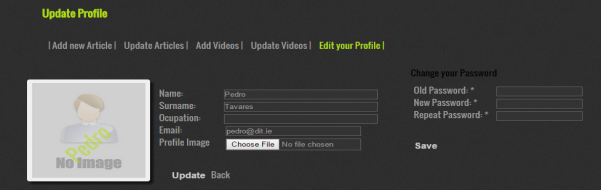 Update Profile
| Add new Article | Update Articles | Add Videos | Update Videos | Edit your Profile |
Change your Password
Name: Pedro
Old Password: *
Surname: Tavares
New Password: *
Ocupation:
Repeat Password: *
Email: pedro@dit.ie
Profile Image Choose File No file chosen
Save
Pedro
No Image
Update Back